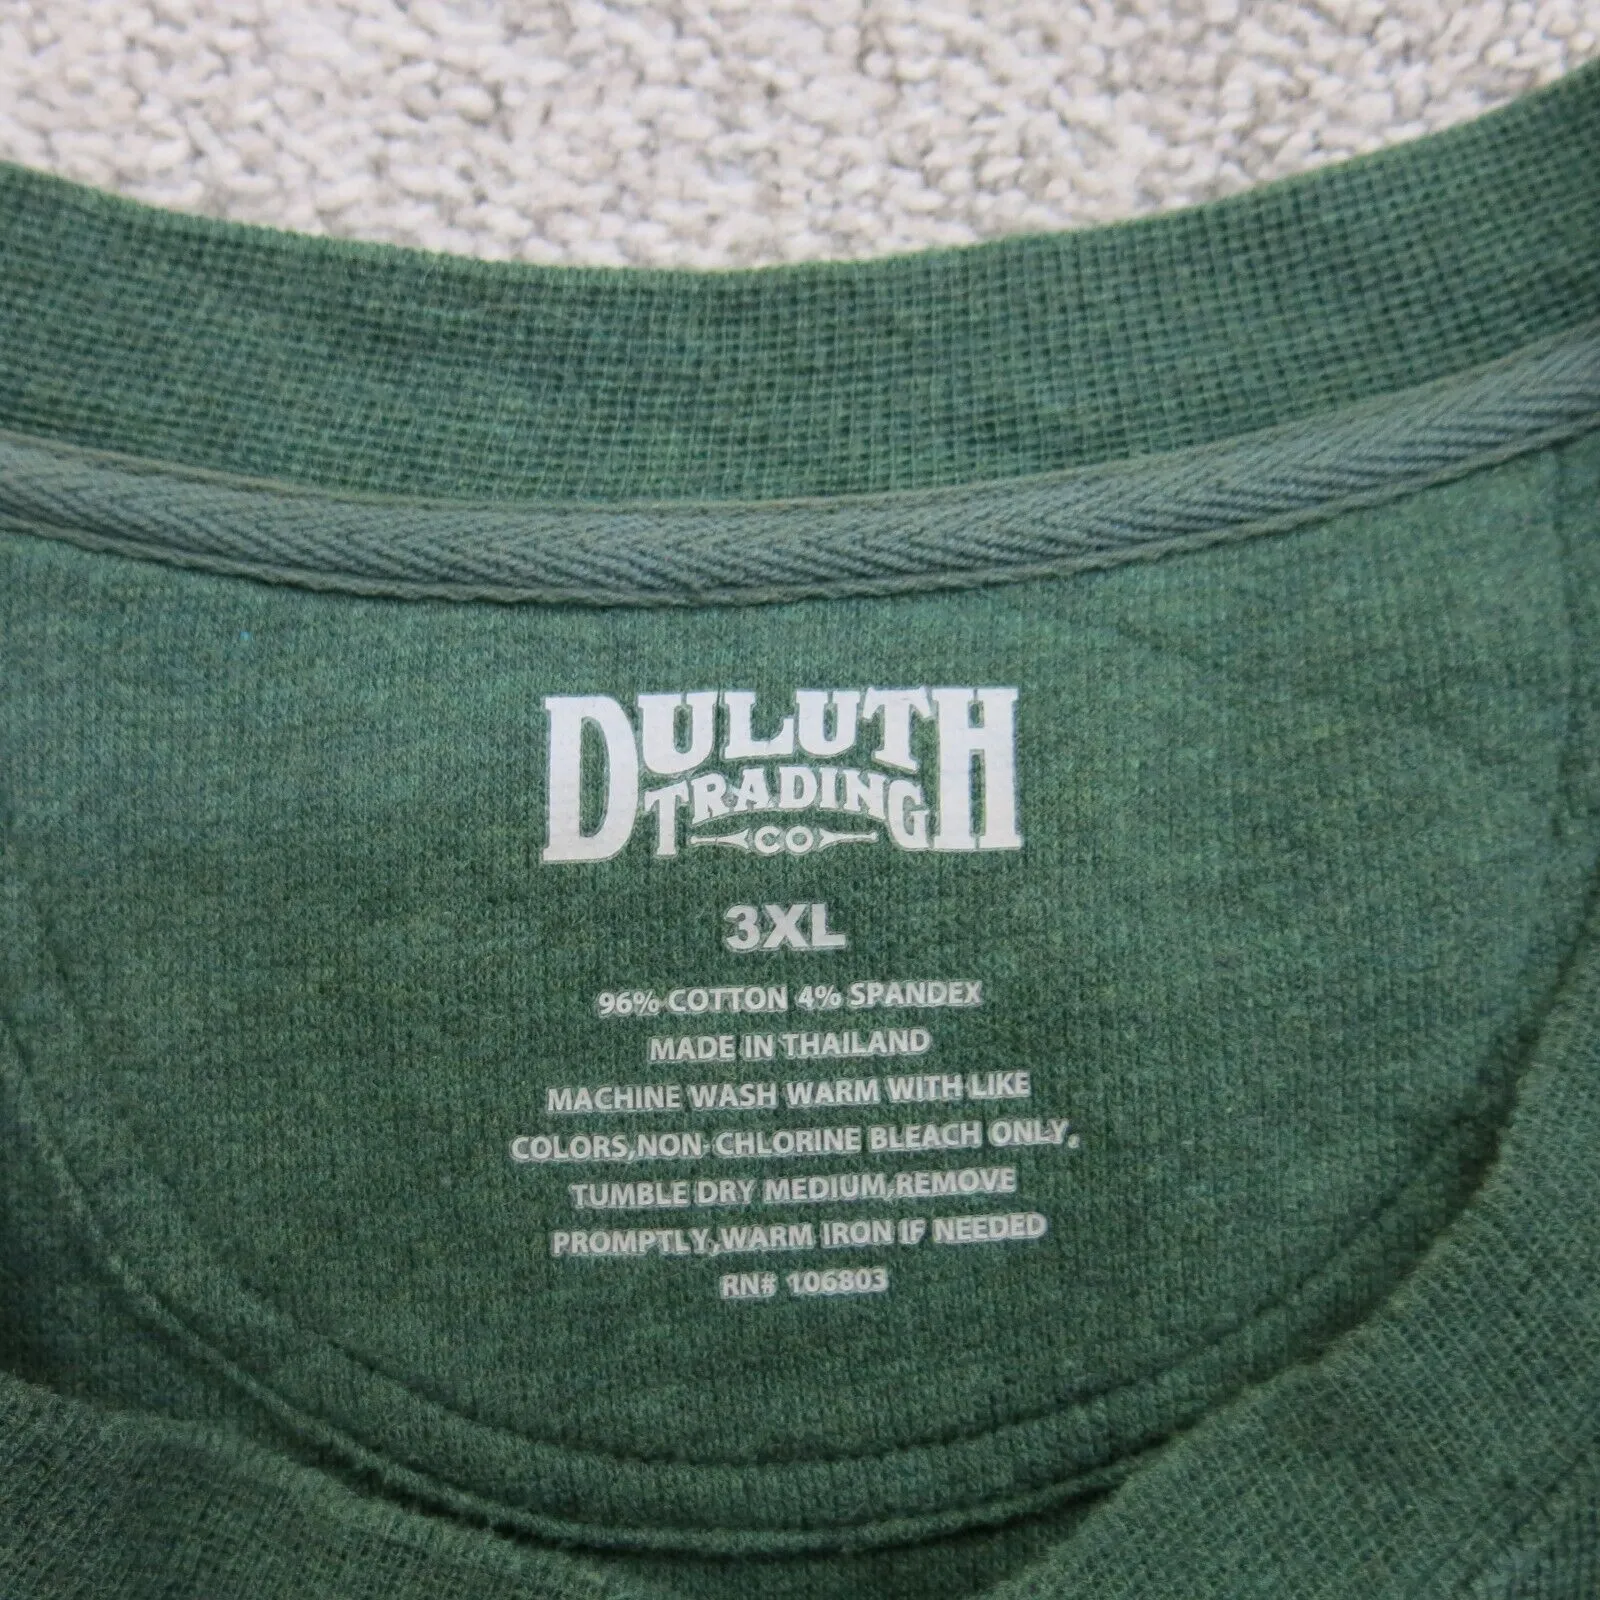 DULUTH
TRADING
CO
3XL
96% COTTON 4% SPANDEX
MADE IN THAILAND
MACHINE WASH WARM WITH LIKE
COLORS,NON-CHLORINE BLEACH ONLY,
TUMBLE DRY MEDIUM,REMOVE
PROMPTLY,WARM IRON IF NEEDED
RN# 106803